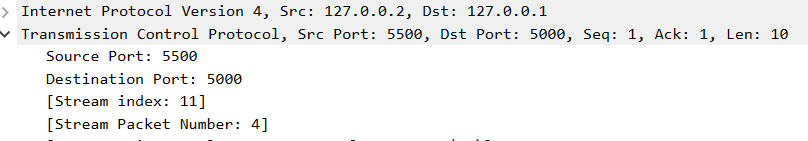 Internet Protocol Version 4, Src: 127.0.0.2, Dst: 127.0.0.1
Transmission Control Protocol, Src Port: 5500, Dst Port: 5000, Seq: 1, Ack: 1, Len: 10
Source Port: 5500
Destination Port: 5000
[Stream index: 11]
[Stream Packet Number: 4]